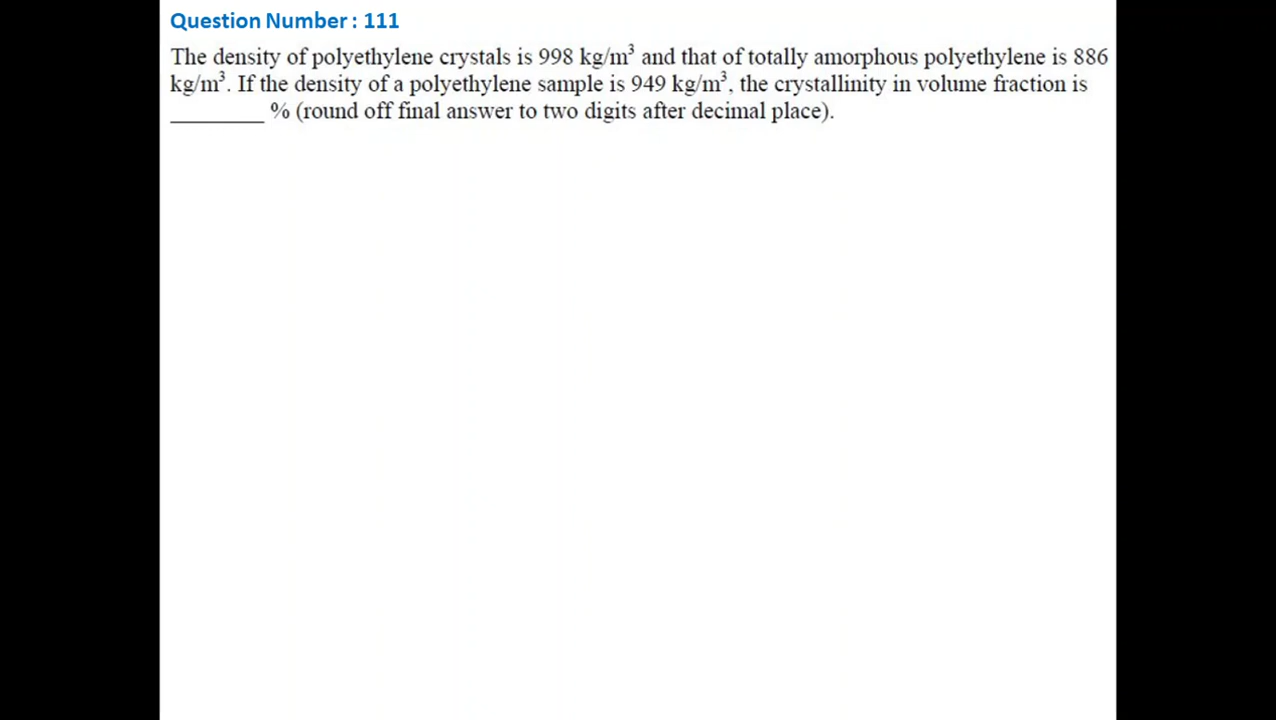 Question Number : 111
The density of polyethylene crystals is 998 kg/m³ and that of totally amorphous polyethylene is 886
kg/m³. If the density of a polyethylene sample is 949 kg/m³, the crystallinity in volume fraction is
________ % (round off final answer to two digits after decimal place).